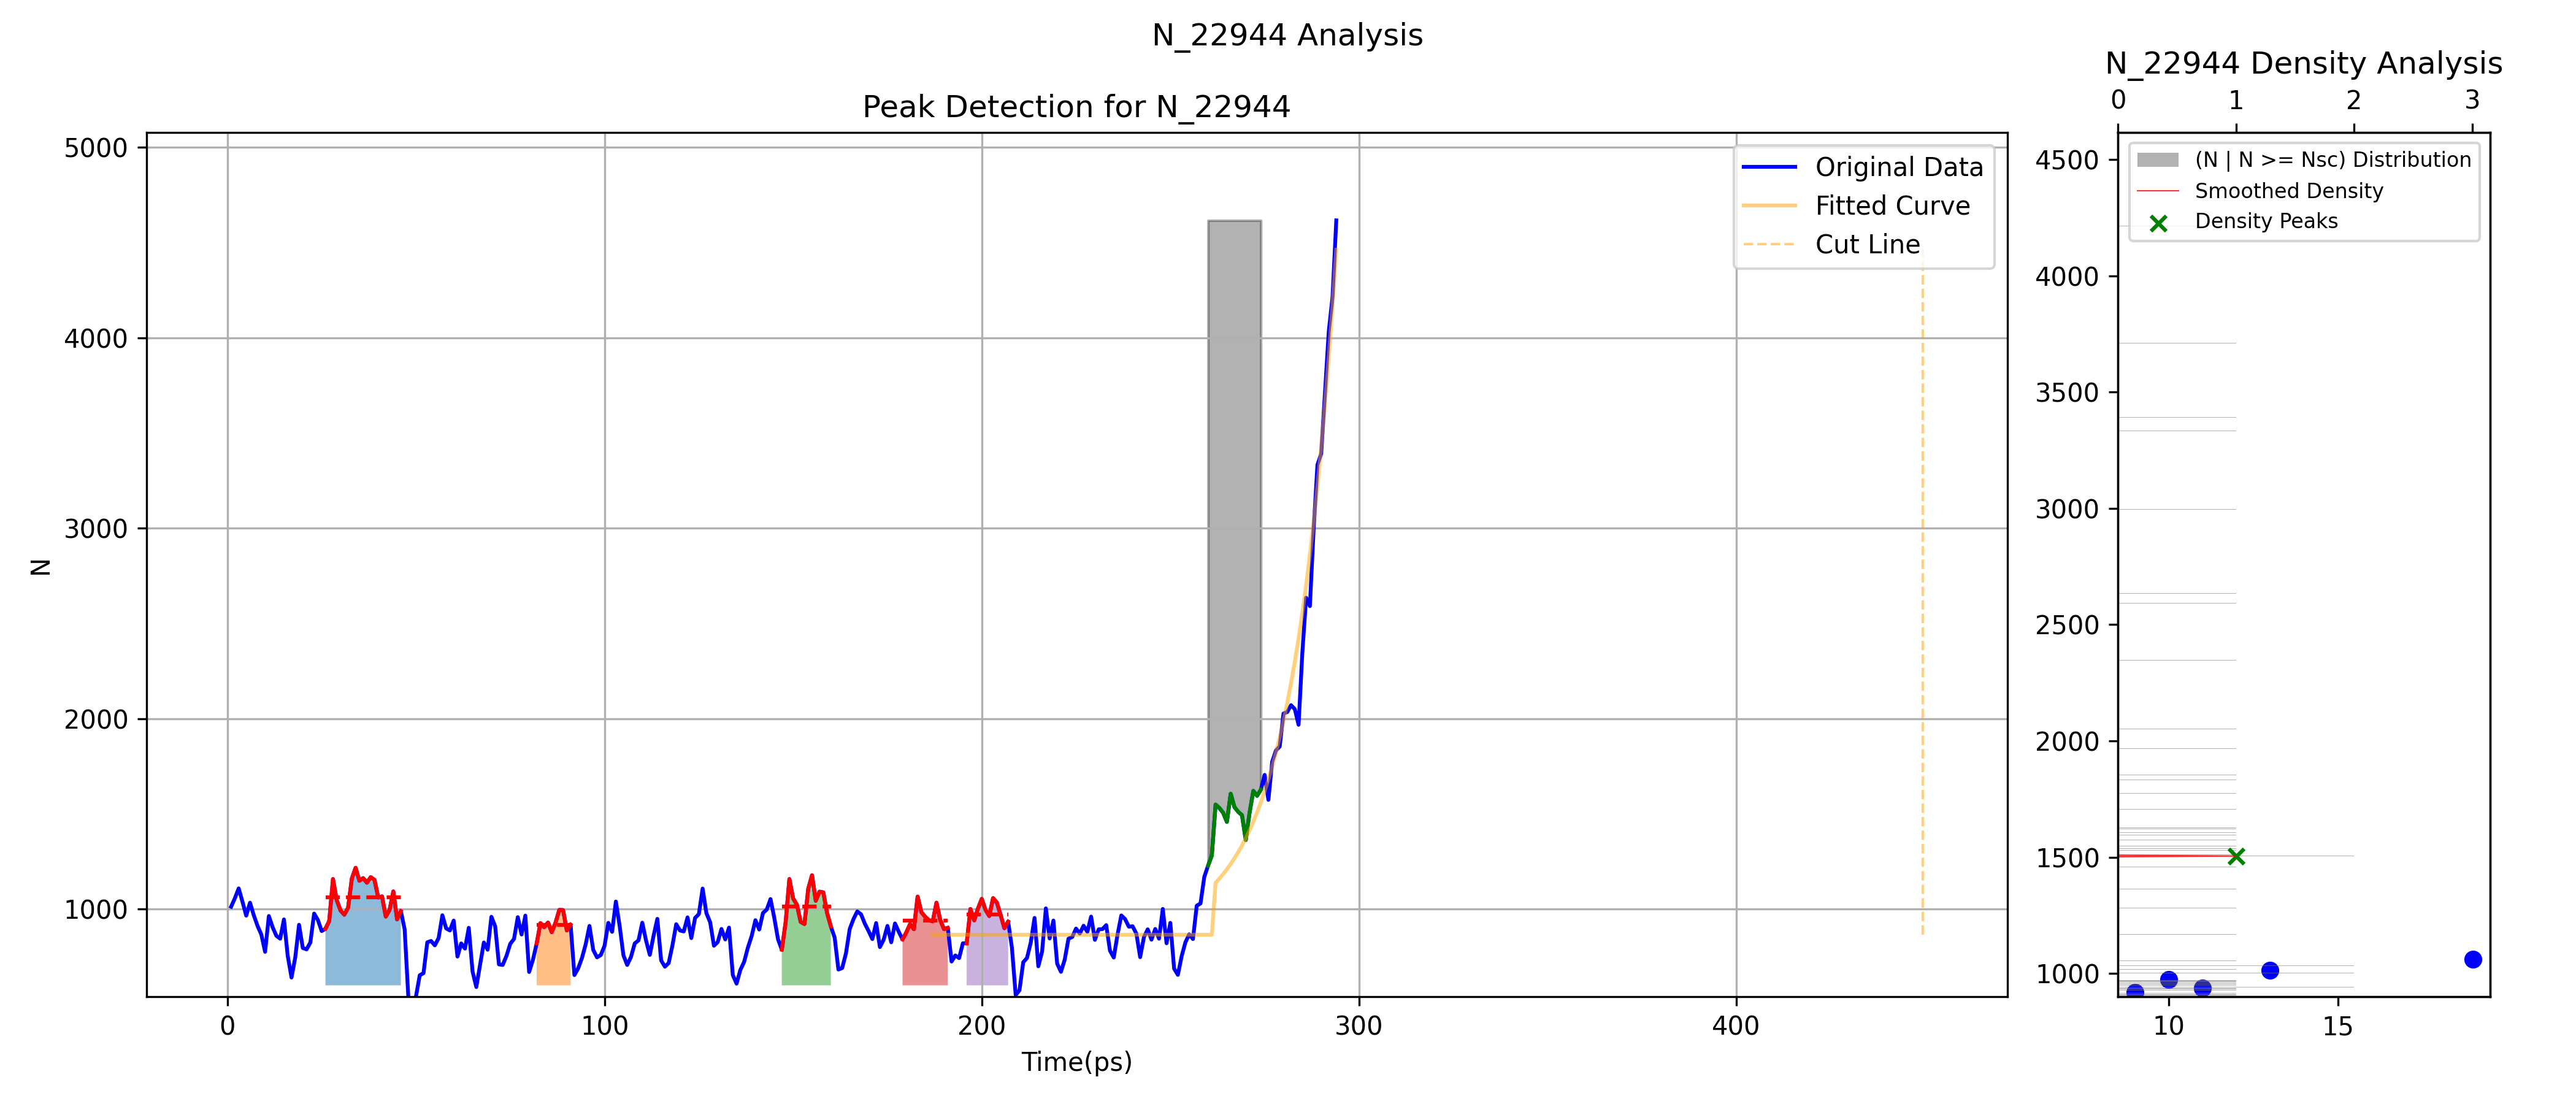 N_22944 Analysis
Peak Detection for N_22944
5000
4000
3000
2000
1000
N
0
100
200
300
400
Time(ps)
Original Data
Fitted Curve
Cut Line
N_22944 Density Analysis
0
1
2
3
4500
4000
3500
3000
2500
2000
1500
1000
(N | N >= Nsc) Distribution
Smoothed Density
Density Peaks
10
15